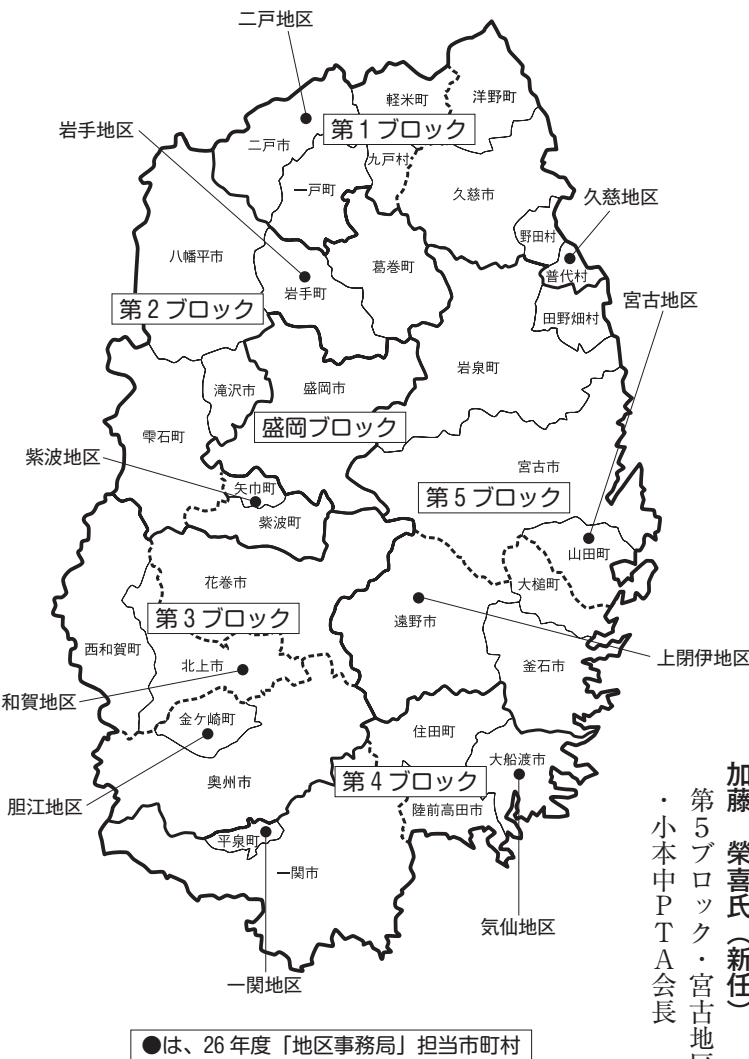 二戸地区
軽米町
洋野町
岩手地区
第1ブロック
二戸市
九戸村
一戸町
久慈市
久慈地区
野田村
八幡平市
葛巻町
普代村
岩手町
宮古地区
第2ブロック
田野畑村
岩泉町
滝沢市
盛岡市
雫石町
盛岡ブロック
紫波地区
宮古市
矢巾町
第5ブロック
紫波町
山田町
花巻市
大槌町
第3ブロック
遠野市
西和賀町
上閉伊地区
北上市
釜石市
和賀地区
金ケ崎町
住田町
大船渡市
奥州市
第4ブロック
胆江地区
陸前高田市
平泉町
一関市
気仙地区
一関地区
●は、26年度「地区事務局」担当市町村
加藤 榮喜氏(新任)
第5ブロック・宮古地
・小本中PTA会長